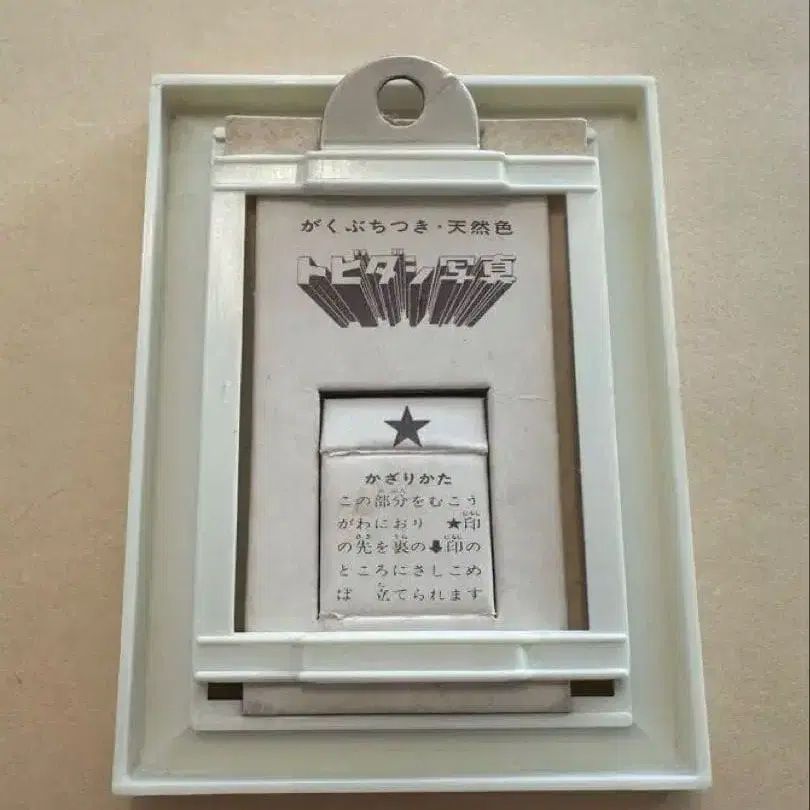 がくぶちつき・天然色
トビダシ写真
★
かざりかた
この部分をむこう
がわにおり ★印
の先を裏の⬇印の
ところにさしこめ
ば 立てられます